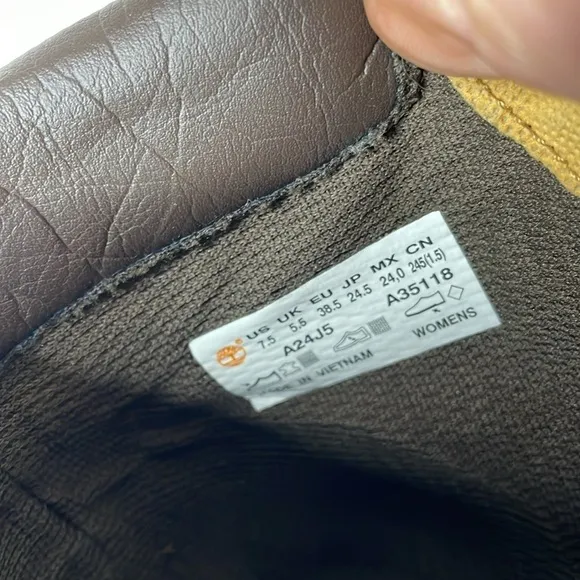 US UK EU JP MX CN
7.5 5.5 38.5 24.5 24.0 245(1.5)
A24J5 A35118
WOMENS
IN VIETNAM